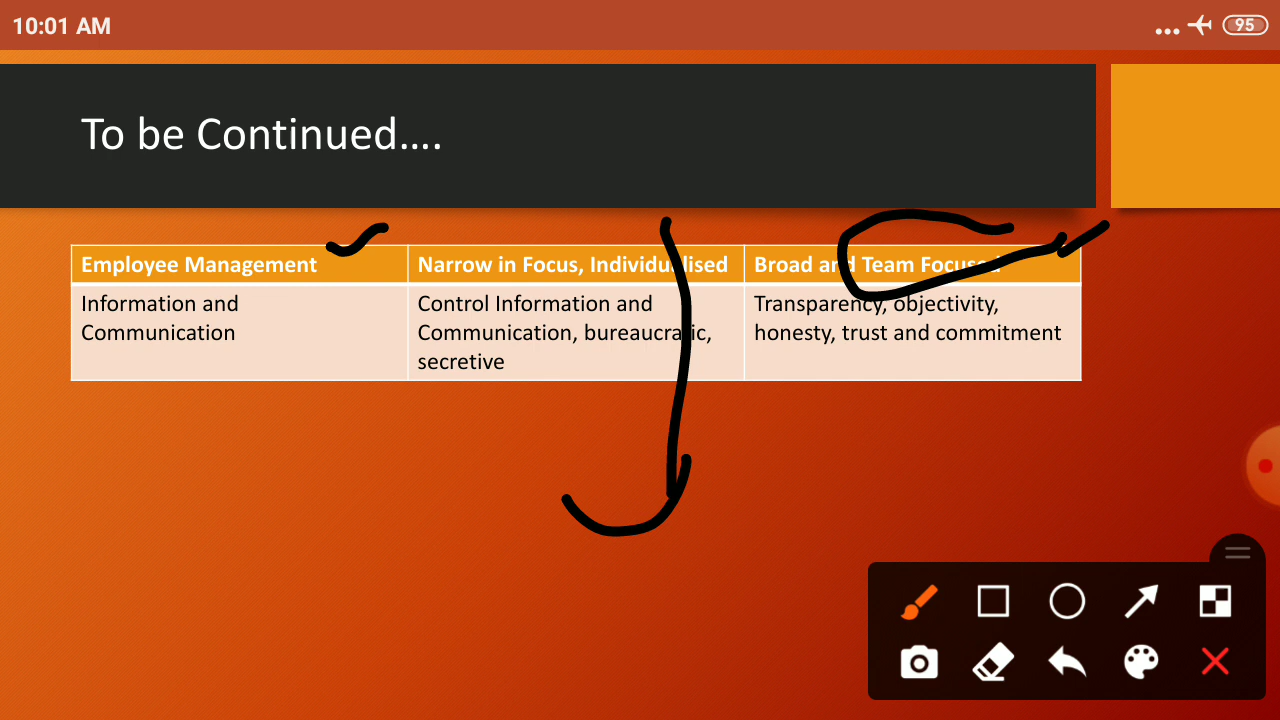 10:01 AM
95
To be Continued….
Employee Management
Narrow in Focus, Individualised
Broad and Team Focused
Information and
Communication
Control Information and
Communication, bureaucratic,
secretive
Transparency, objectivity,
honesty, trust and commitment